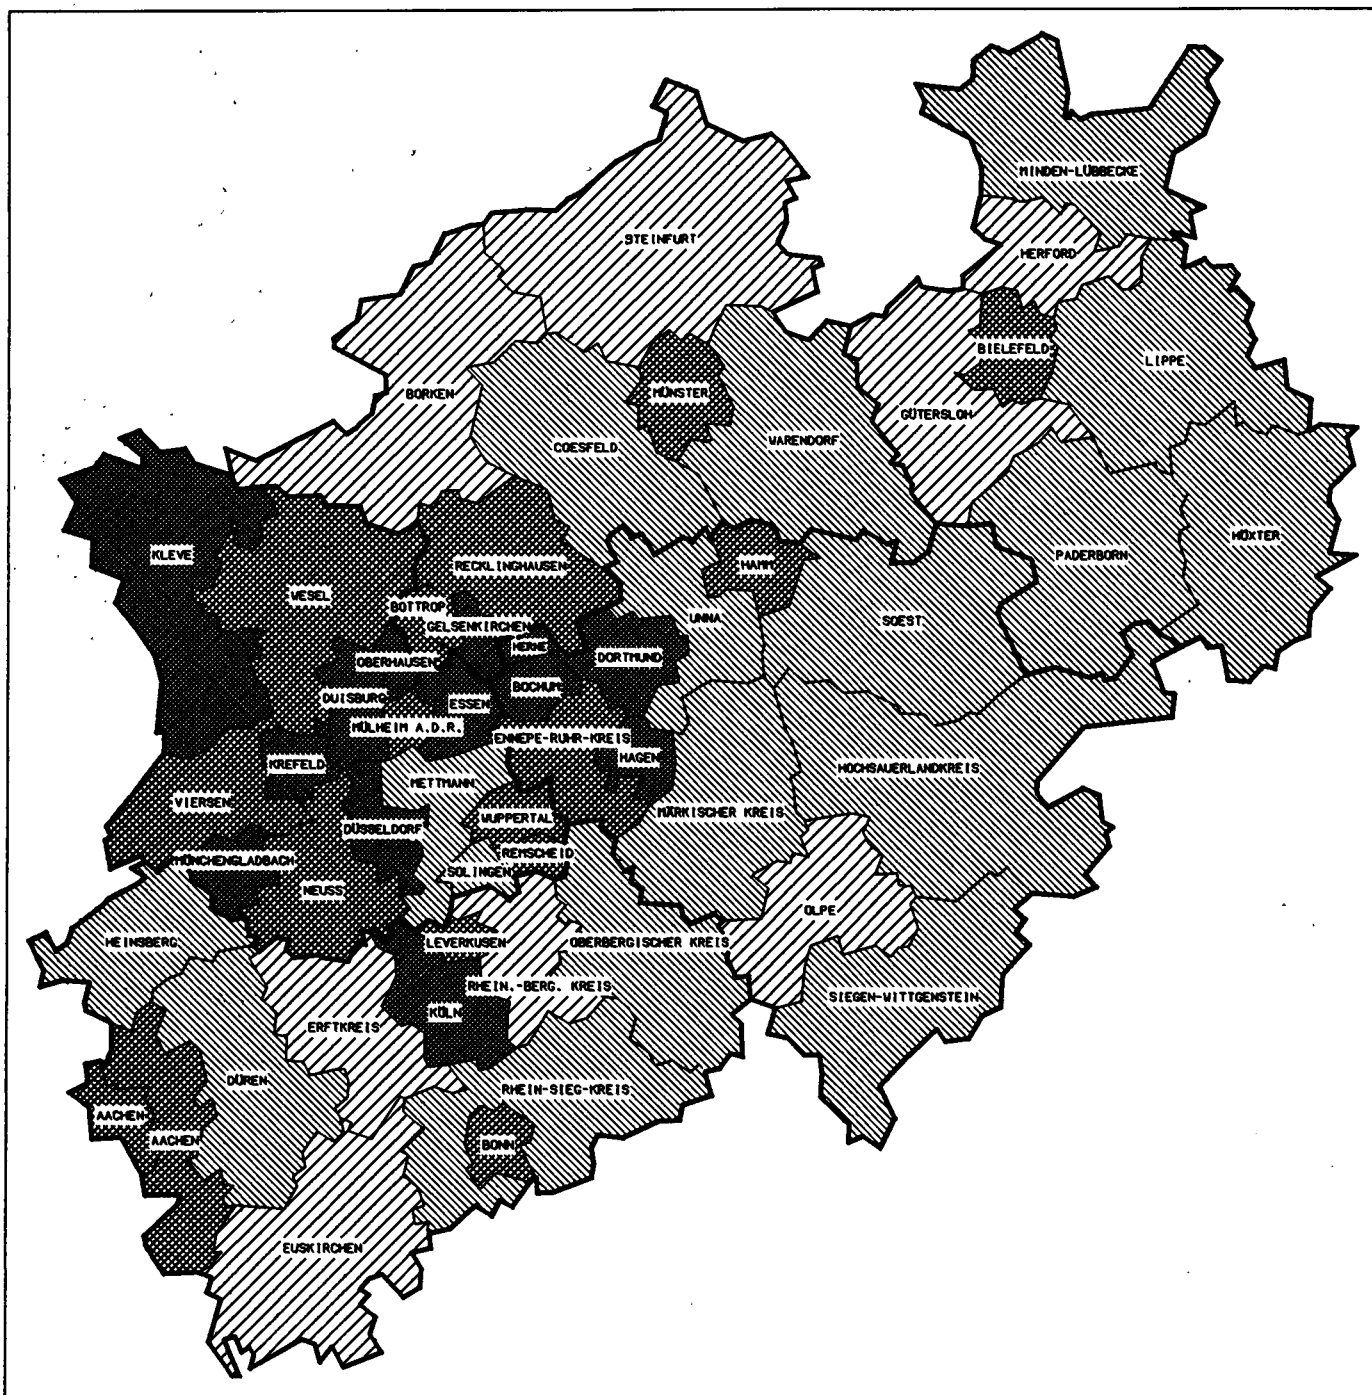 MINDEN-LÜBBECKE
STEINFURT
HERFORD
BIELEFELD
LIPPE
BORKEN
MÜNSTER
GÜTERSLOH
COESFELD
WARENDORF
HÖXTER
KLEVE
PADERBORN
RECKLINGHAUSEN
HAMM
WESEL
BOTTROP
UNNA
SOEST
GELSENKIRCHEN
HERNE
OBERHAUSEN
DORTMUND
BOCHUM
DUISBURG
ESSEN
MÜLHEIM A.D.R.
ENNEPE-RUHR-KREIS
HAGEN
KREFELD
HOCHSAUERLANDKREIS
METTMANN
VIERSEN
MÄRKISCHER KREIS
WUPPERTAL
DÜSSELDORF
REMSCHEID
MÖNCHENGLADBACH
SOLINGEN
NEUSS
OLPE
HEINSBERG
LEVERKUSEN
OBERBERGISCHER KREIS
RHEIN.-BERG. KREIS
SIEGEN-WITTGENSTEIN
KÖLN
ERFTKREIS
DÜREN
RHEIN-SIEG-KREIS
AACHEN
AACHEN
BONN
EUSKIRCHEN